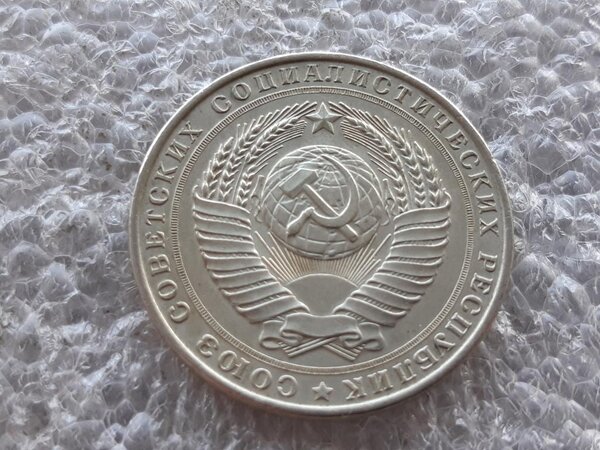 СОЮЗ СОВЕТСКИХ СОЦИАЛИСТИЧЕСКИХ РЕСПУБЛИК